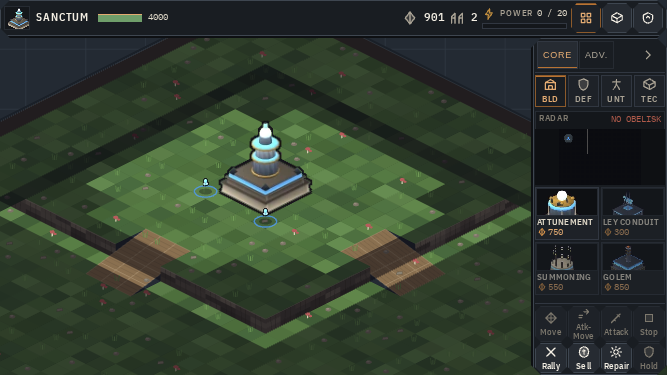 SANCTUM 4000 901 2 POWER 0 / 20
CORE ADV.
BLD DEF UNT TEC
RADAR NO OBELISK
ATTUNEMENT LEY CONDUIT
750 300
SUMMONING GOLEM
550 850
Move Atk-Move Attack Stop
Rally Sell Repair Hold